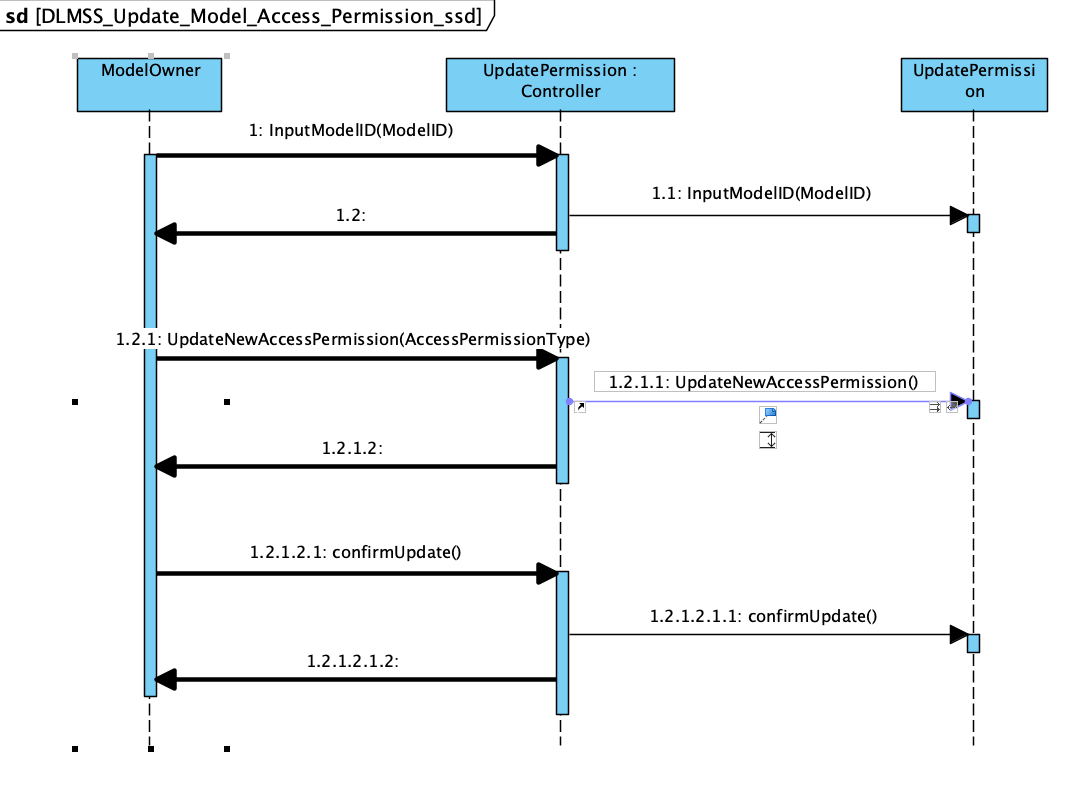 sd [DLMSS_Update_Model_Access_Permission_ssd]
ModelOwner
UpdatePermission :
Controller
UpdatePermissi
on
1: InputModelID(ModelID)
1.1: InputModelID(ModelID)
1.2:
1.2.1: UpdateNewAccessPermission(AccessPermissionType)
1.2.1.1: UpdateNewAccessPermission()
1.2.1.2:
1.2.1.2.1: confirmUpdate()
1.2.1.2.1.1: confirmUpdate()
1.2.1.2.1.2: